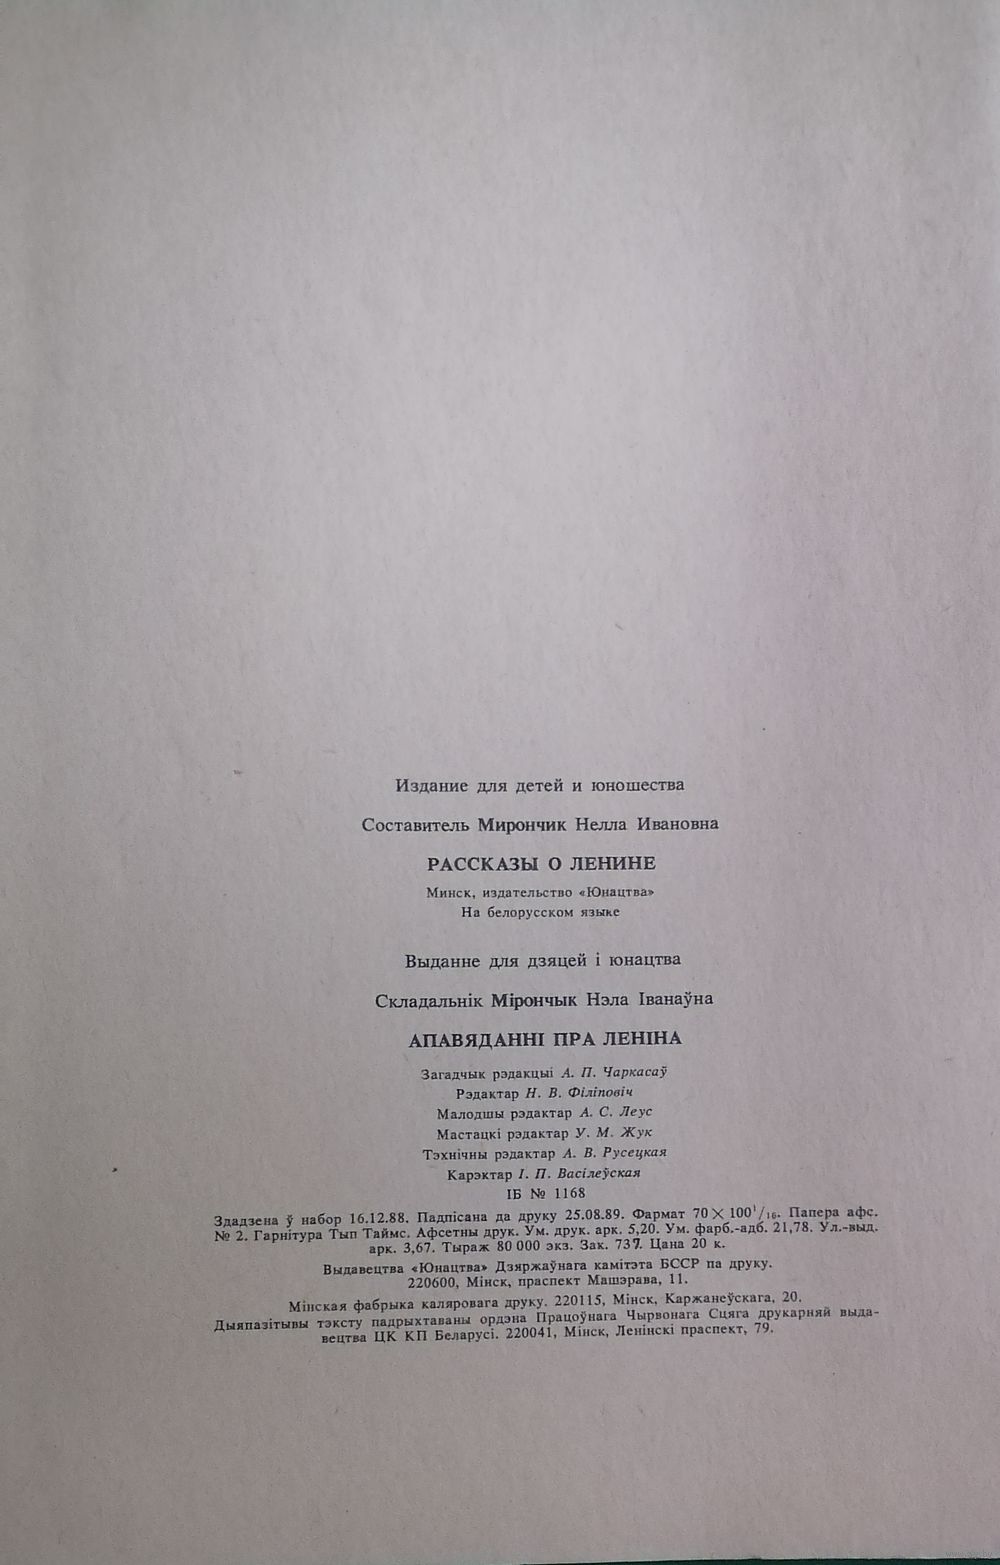 Издание для детей и юношества
Составитель Мирончик Нелла Ивановна
РАССКАЗЫ О ЛЕНИНЕ
Минск, издательство «Юнацтва»
На белорусском языке
Выданне для дзяцей і юнацтва
Складальнік Мірончык Нэла Іванаўна
АПАВЯДАННІ ПРА ЛЕНІНА
Загадчык рэдакцыі А. П. Чаркасаў
Рэдактар Н. В. Філіповіч
Малодшы рэдактар А. С. Леус
Мастацкі рэдактар У. М. Жук
Тэхнічны рэдактар А. В. Русецкая
Карэктар І. П. Васілеўская
ІБ № 1168
Здадзена ў набор 16.12.88. Падпісана да друку 25.08.89. Фармат 70×100¹/₁₆. Папера афс.
№ 2. Гарнітура Тып Таймс. Афсетны друк. Ум. друк. арк. 5,20. Ум. фарб.-адб. 21,78. Ул.-выд.
арк. 3,67. Тыраж 80 000 экз. Зак. 737. Цана 20 к.
Выдавецтва «Юнацтва» Дзяржаўнага камітэта БССР па друку.
220600, Мінск, праспект Машэрава, 11.
Мінская фабрыка каляровага друку. 220115, Мінск, Каржанеўскага, 20.
Дыяпазітывы тэксту падрыхтаваны ордэна Працоўнага Чырвонага Сцяга друкарняй выда-
вецтва ЦК КП Беларусі. 220041, Мінск, Ленінскі праспект, 79.